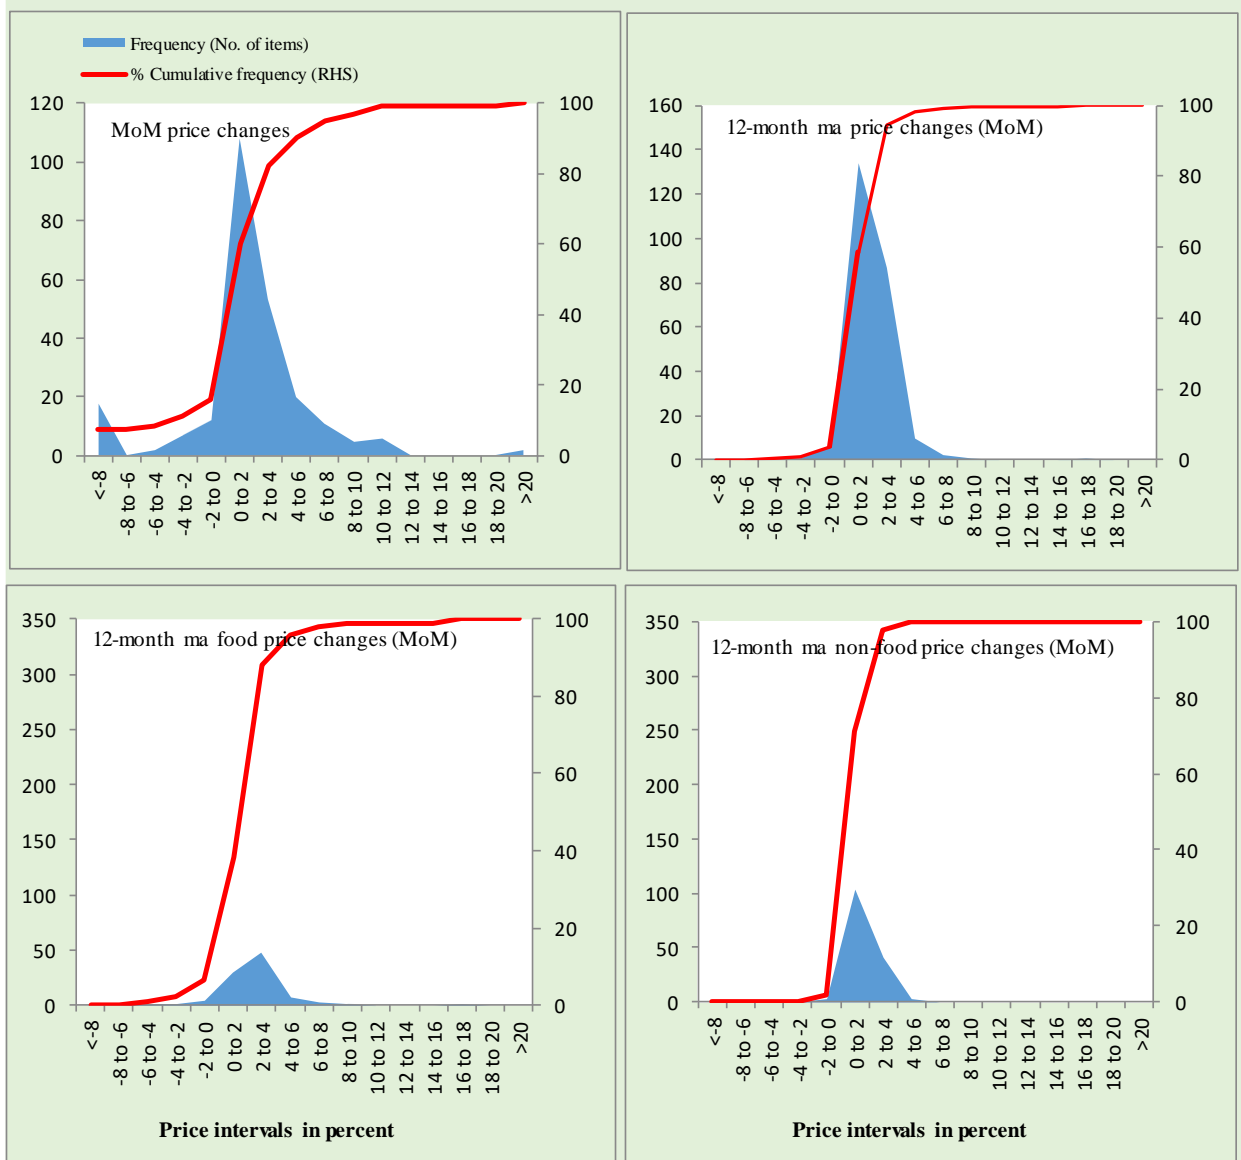 Frequency (No. of items)
% Cumulative frequency (RHS)
MoM price changes
120
100
80
60
40
20
0
100
80
60
40
20
0
<-8
-8 to -6
-6 to -4
-4 to -2
-2 to 0
0 to 2
2 to 4
4 to 6
6 to 8
8 to 10
10 to 12
12 to 14
14 to 16
16 to 18
18 to 20
>20
12-month ma price changes (MoM)
160
140
120
100
80
60
40
20
0
100
80
60
40
20
0
<-8
-8 to -6
-6 to -4
-4 to -2
-2 to 0
0 to 2
2 to 4
4 to 6
6 to 8
8 to 10
10 to 12
12 to 14
14 to 16
16 to 18
18 to 20
>20
12-month ma food price changes (MoM)
350
300
250
200
150
100
50
0
100
80
60
40
20
0
<-8
-8 to -6
-6 to -4
-4 to -2
-2 to 0
0 to 2
2 to 4
4 to 6
6 to 8
8 to 10
10 to 12
12 to 14
14 to 16
16 to 18
18 to 20
>20
Price intervals in percent
12-month ma non-food price changes (MoM)
350
300
250
200
150
100
50
0
100
80
60
40
20
0
<-8
-8 to -6
-6 to -4
-4 to -2
-2 to 0
0 to 2
2 to 4
4 to 6
6 to 8
8 to 10
10 to 12
12 to 14
14 to 16
16 to 18
18 to 20
>20
Price intervals in percent